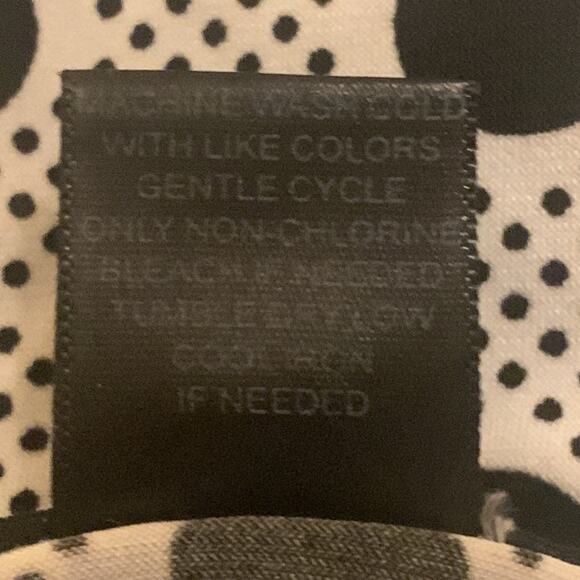 MACHINE WASH COLD
WITH LIKE COLORS
GENTLE CYCLE
ONLY NON-CHLORINE
BLEACH IF NEEDED
TUMBLE DRY LOW
COOL IRON
IF NEEDED